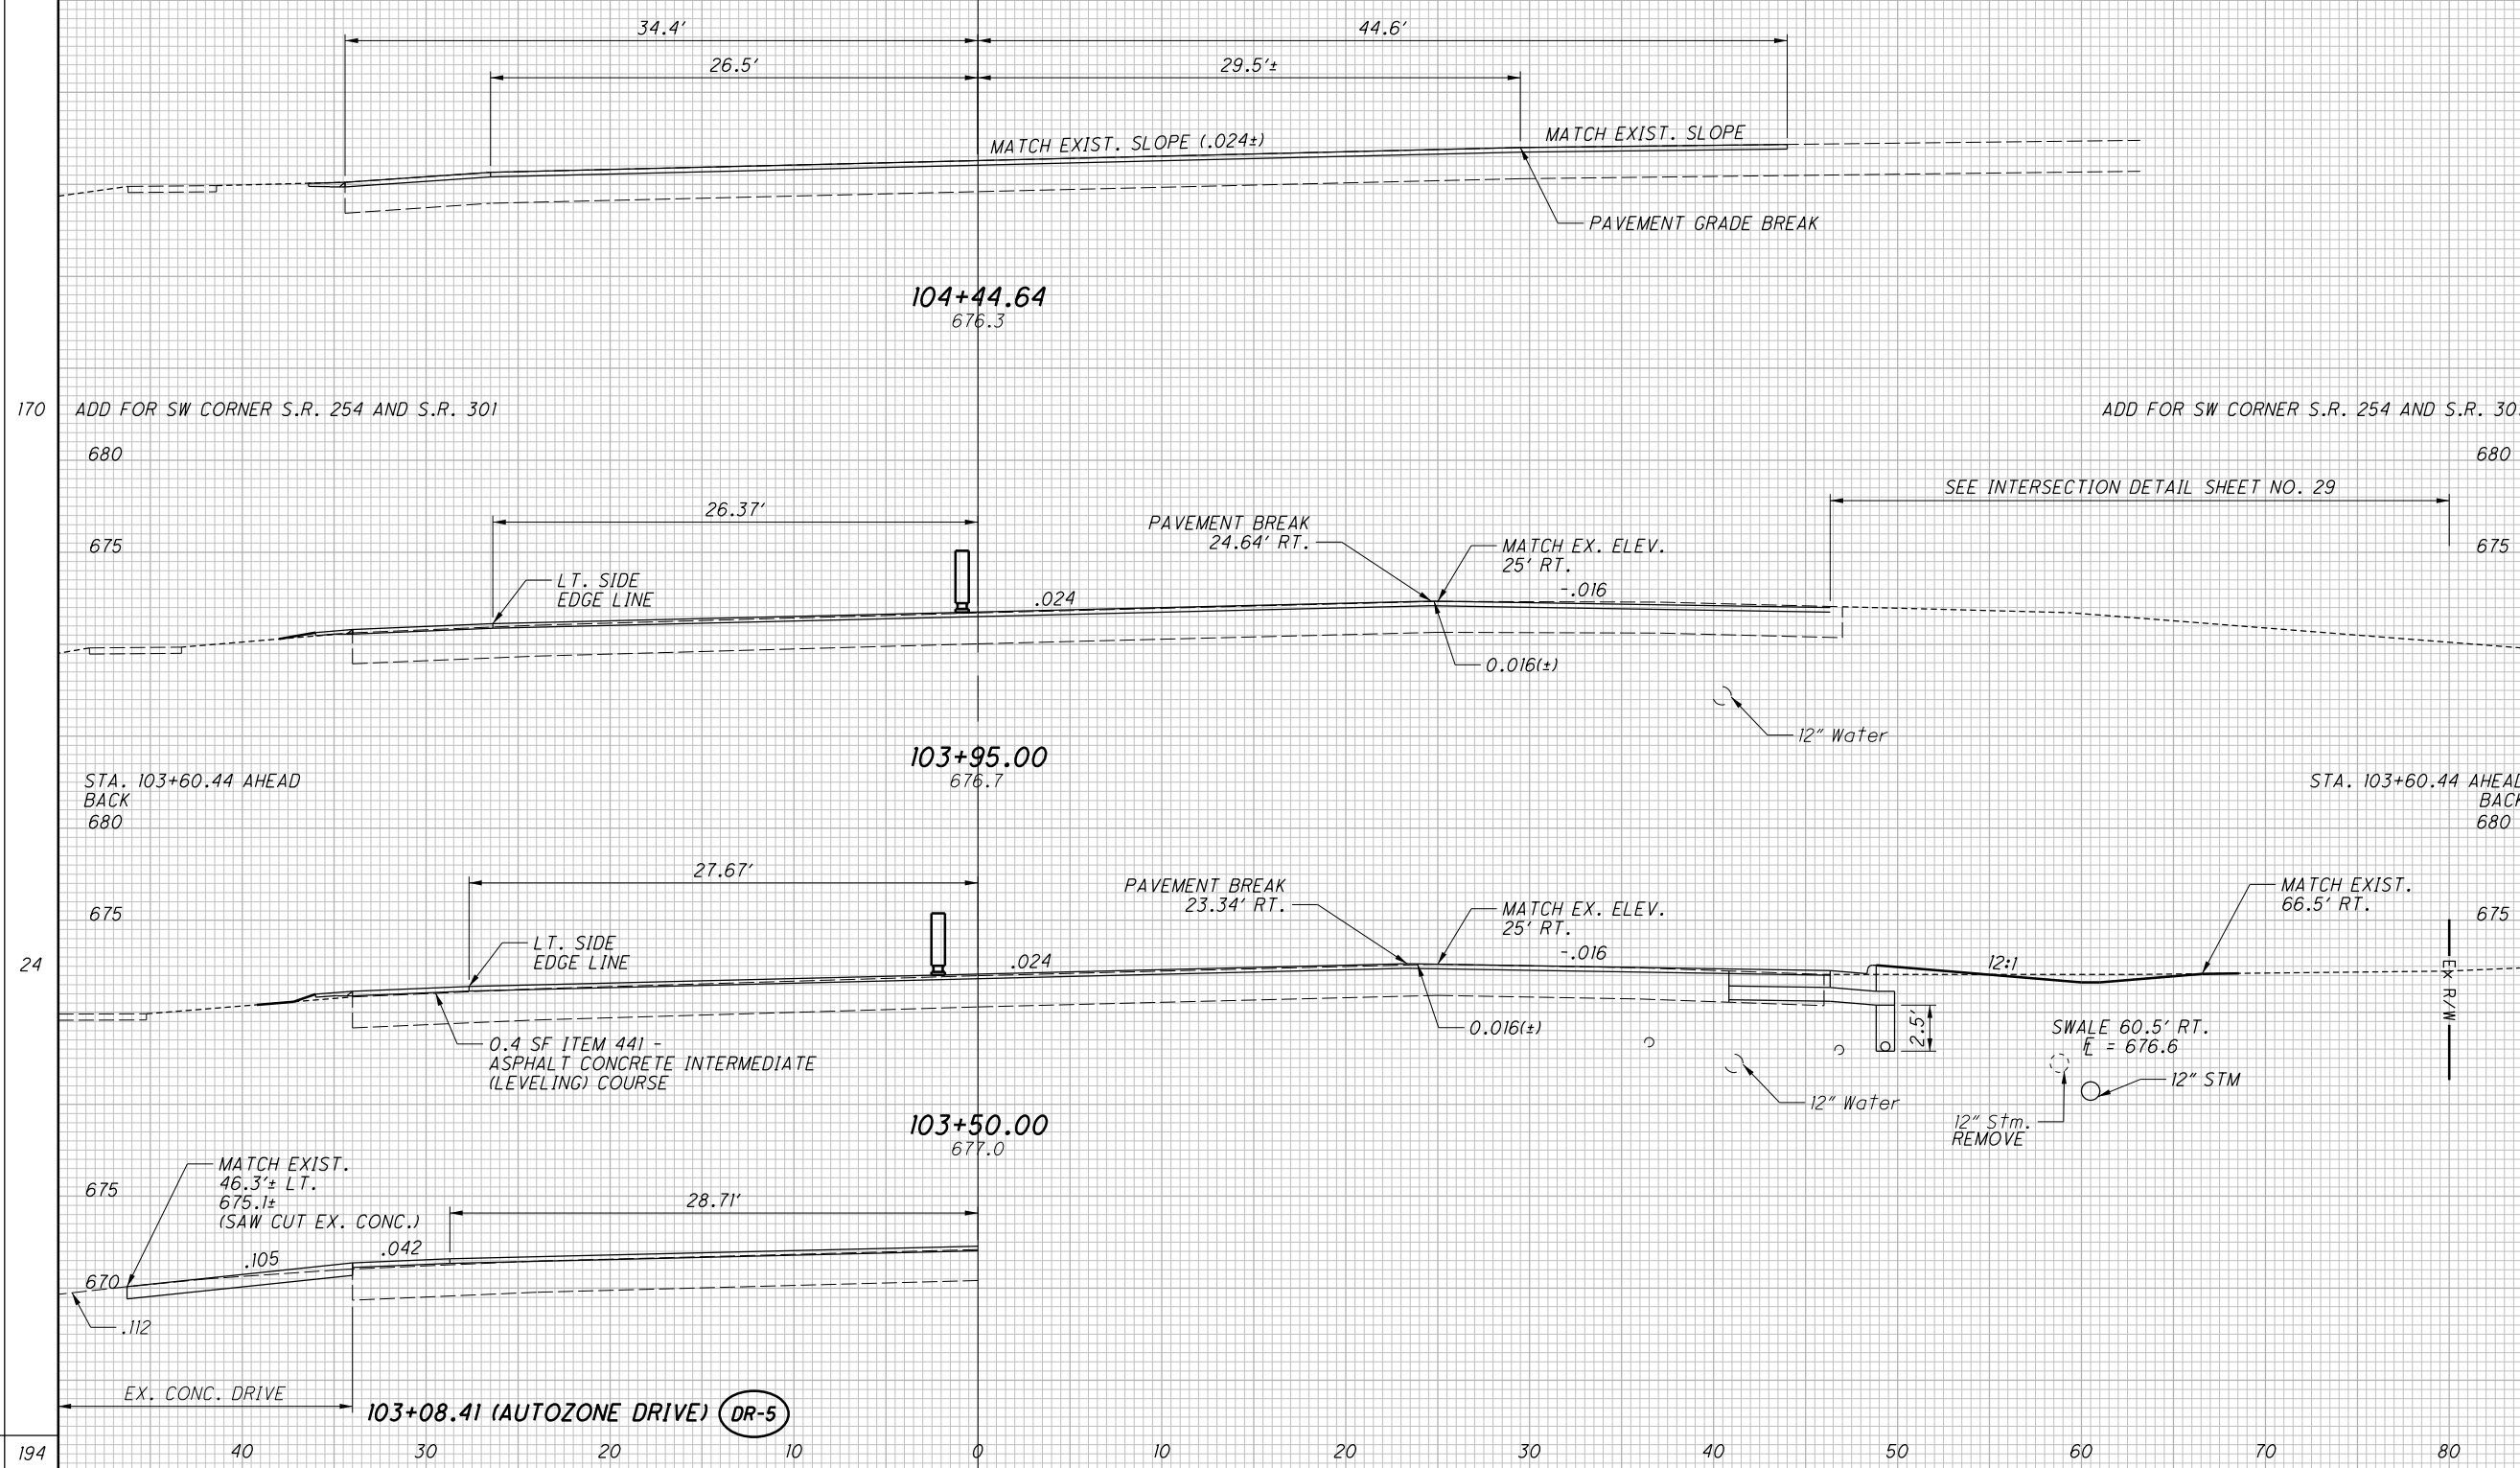 34.4'
44.6'
26.5'
29.5'±
MATCH EXIST. SLOPE (.024±)
MATCH EXIST. SLOPE
PAVEMENT GRADE BREAK
104+44.64
676.3
170
ADD FOR SW CORNER S.R. 254 AND S.R. 301
ADD FOR SW CORNER S.R. 254 AND S.R.
680
680
SEE INTERSECTION DETAIL SHEET NO. 29
26.37'
PAVEMENT BREAK
24.64' RT.
675
MATCH EX. ELEV.
25' RT.
675
LT. SIDE
EDGE LINE
.024
-.016
0.016(±)
12" Water
103+95.00
676.7
STA. 103+60.44 AHEAD
BACK
STA. 103+60.44 AHEAD
BACK
680
680
27.67'
PAVEMENT BREAK
23.34' RT.
MATCH EXIST.
66.5' RT.
675
MATCH EX. ELEV.
25' RT.
675
LT. SIDE
EDGE LINE
24
.024
-.016
12:1
Ex R/W
0.016(±)
2.5'
SWALE 60.5' RT.
℄ = 676.6
0.4 SF ITEM 441 -
ASPHALT CONCRETE INTERMEDIATE
(LEVELING) COURSE
12" STM
12" Water
12" Stm.
REMOVE
103+50.00
677.0
MATCH EXIST.
46.3'± LT.
675.1±
(SAW CUT EX. CONC.)
675
28.71'
.105
.042
670
.112
EX. CONC. DRIVE
103+08.41 (AUTOZONE DRIVE) DR-5
194
40 30 20 10 0 10 20 30 40 50 60 70 80